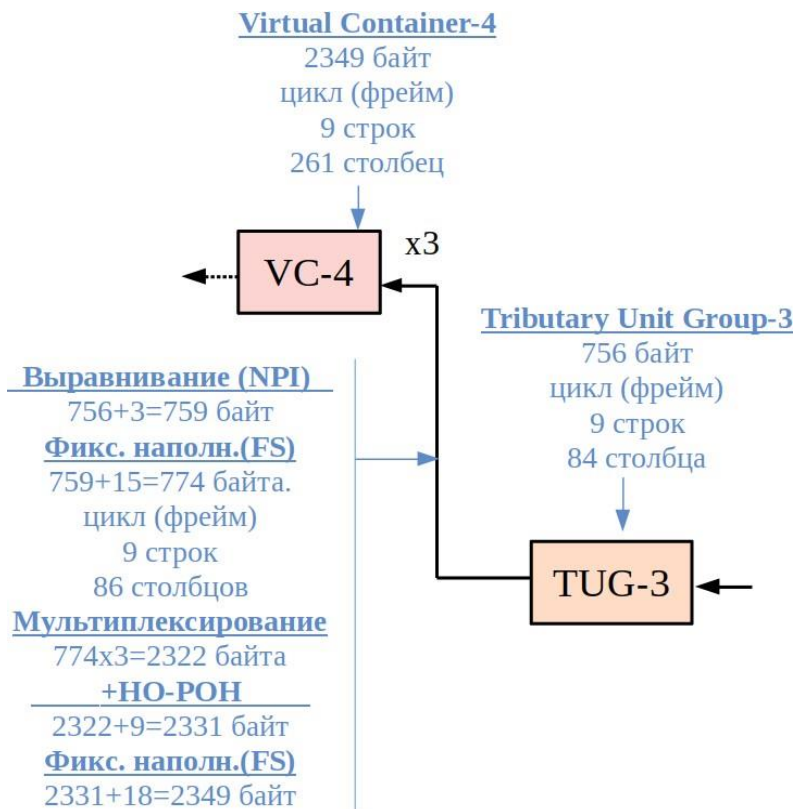 Virtual Container-4
2349 байт
цикл (фрейм)
9 строк
261 столбец
VC-4
x3
Tributary Unit Group-3
756 байт
цикл (фрейм)
9 строк
84 столбца
TUG-3
Выравнивание (NPI)
756+3=759 байт
Фикс. наполн.(FS)
759+15=774 байта.
цикл (фрейм)
9 строк
86 столбцов
Мультиплексирование
774x3=2322 байта
+HO-POH
2322+9=2331 байт
Фикс. наполн.(FS)
2331+18=2349 байт